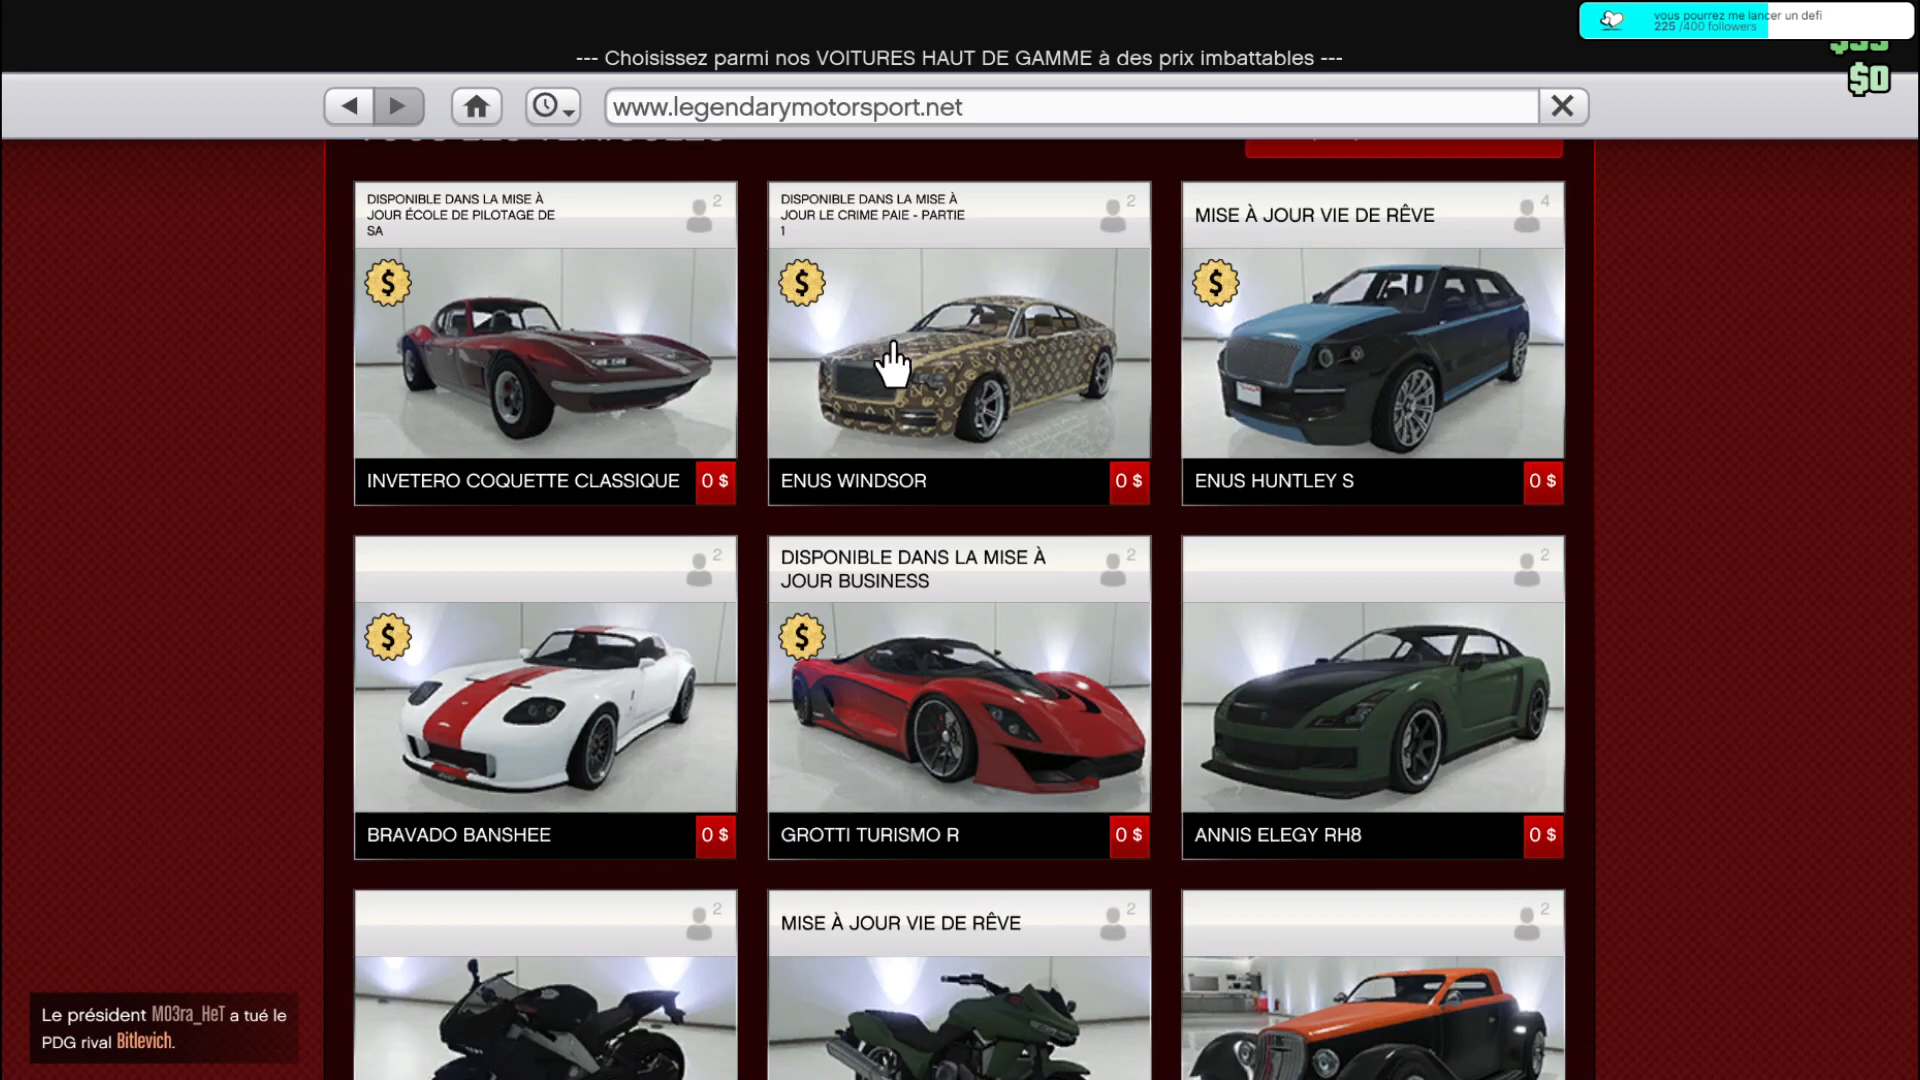 vous pourrez me lancer un defi
225 /400 followers
--- Choisissez parmi nos VOITURES HAUT DE GAMME à des prix imbattables ---
$0
www.legendarymotorsport.net
DISPONIBLE DANS LA MISE À
JOUR ÉCOLE DE PILOTAGE DE
SA
2
DISPONIBLE DANS LA MISE À
JOUR LE CRIME PAIE - PARTIE
1
2
MISE À JOUR VIE DE RÊVE
4
$
$
$
INVETERO COQUETTE CLASSIQUE
0 $
ENUS WINDSOR
0 $
ENUS HUNTLEY S
0 $
2
DISPONIBLE DANS LA MISE À
JOUR BUSINESS
2
2
$
$
BRAVADO BANSHEE
0 $
GROTTI TURISMO R
0 $
ANNIS ELEGY RH8
0 $
2
MISE À JOUR VIE DE RÊVE
2
2
Le président M03ra_HeT a tué le
PDG rival Bitlevich.